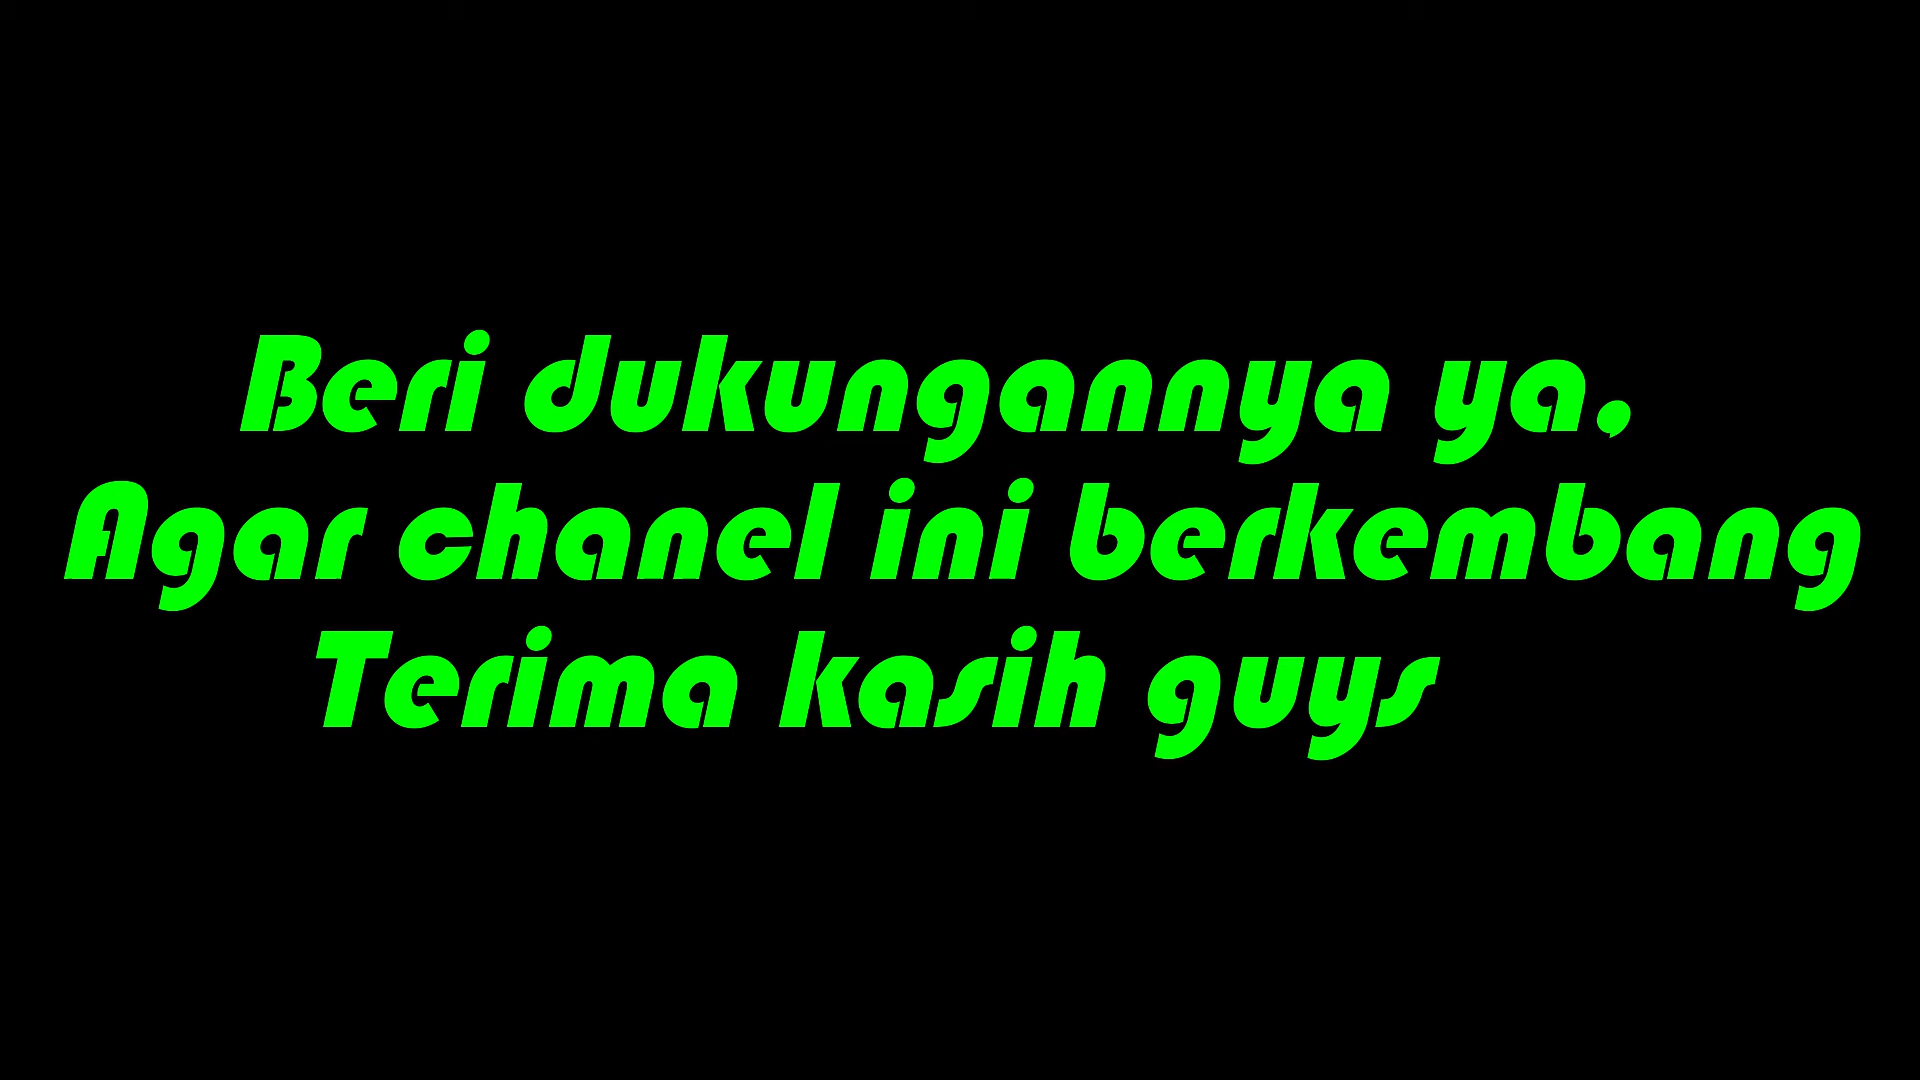 Beri dukungannya ya,
Agar chanel ini berkembang
Terima kasih guys